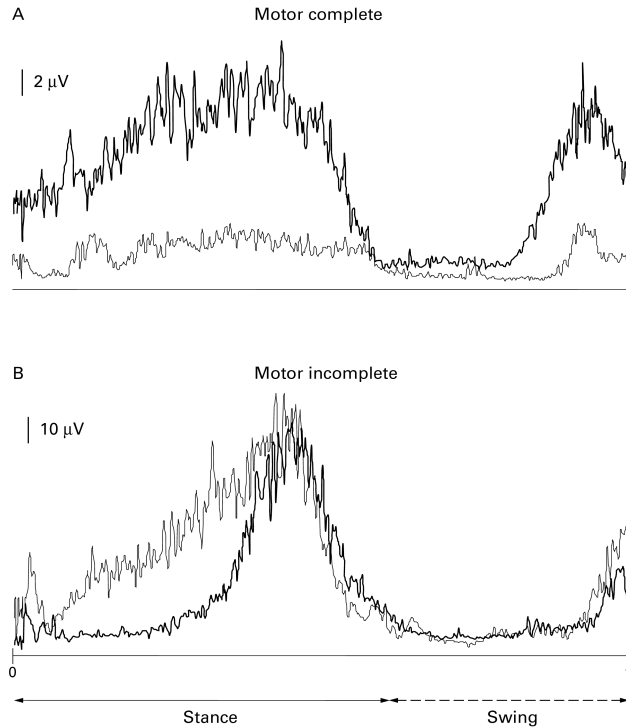 A
Motor complete
2 μV
B
Motor incomplete
10 μV
0
Stance
Swing